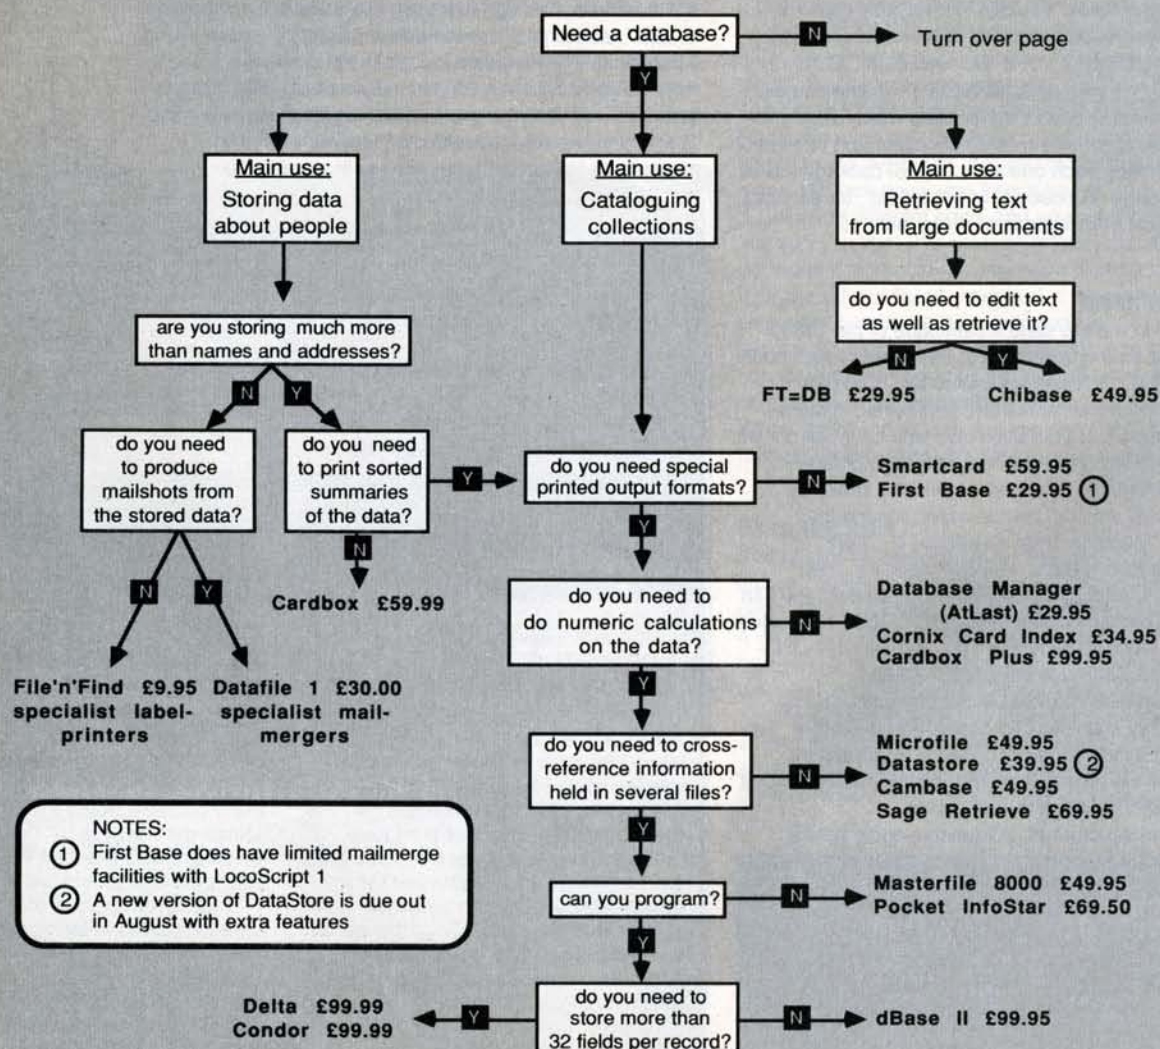 Need a database?
N
Turn over page
Y
Main use:
Storing data
about people
Main use:
Cataloguing
collections
Main use:
Retrieving text
from large documents
do you need to edit text
as well as retrieve it?
N
Y
FT=DB £29.95
Chibase £49.95
are you storing much more
than names and addresses?
N
Y
do you need
to produce
mailshots from
the stored data?
do you need
to print sorted
summaries
of the data?
Y
N
Cardbox £59.99
N
Y
File'n'Find £9.95
specialist label-
printers
Datafile 1 £30.00
specialist mail-
mergers
do you need special
printed output formats?
N
Smartcard £59.95
First Base £29.95 ①
Y
do you need to
do numeric calculations
on the data?
N
Database Manager
(AtLast) £29.95
Cornix Card Index £34.95
Cardbox Plus £99.95
Y
do you need to cross-
reference information
held in several files?
N
Microfile £49.95
Datastore £39.95 ②
Cambase £49.95
Sage Retrieve £69.95
Y
can you program?
N
Masterfile 8000 £49.95
Pocket InfoStar £69.50
Y
do you need to
store more than
32 fields per record?
Y
Delta £99.99
Condor £99.99
N
dBase II £99.95
NOTES:
① First Base does have limited mailmerge
facilities with LocoScript 1
② A new version of DataStore is due out
in August with extra features